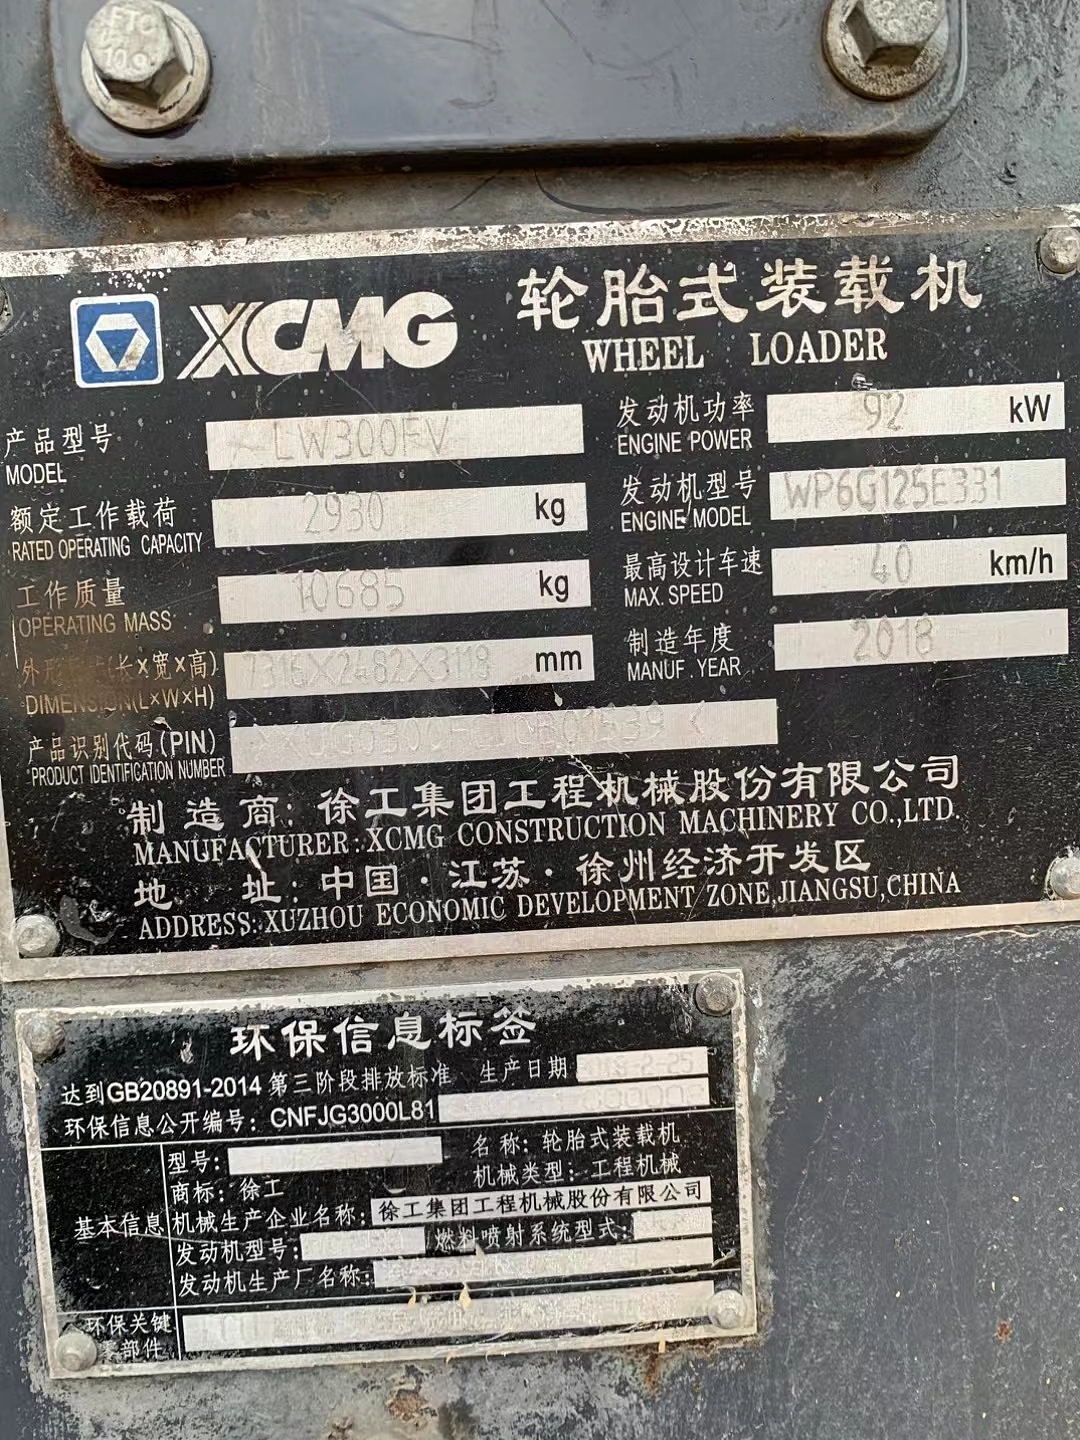 XCMG 轮胎式装载机
WHEEL LOADER
产品型号 LW300FV
MODEL
发动机功率 92 kW
ENGINE POWER
额定工作载荷 2930 kg
RATED OPERATING CAPACITY
发动机型号 WP6G125E331
ENGINE MODEL
工作质量 10685 kg
OPERATING MASS
最高设计车速 40 km/h
MAX. SPEED
外形(长×宽×高) 7316×2482×3118 mm
DIMENSION(L×W×H)
制造年度 2018
MANUF. YEAR
产品识别代码(PIN)
PRODUCT IDENTIFICATION NUMBER
制造商: 徐工集团工程机械股份有限公司
MANUFACTURER: XCMG CONSTRUCTION MACHINERY CO.,LTD.
地址: 中国·江苏·徐州经济开发区
ADDRESS: XUZHOU ECONOMIC DEVELOPMENT ZONE,JIANGSU,CHINA
环保信息标签
达到GB20891-2014 第三阶段排放标准 生产日期
环保信息公开编号: CNFJG3000L81
型号: 名称: 轮胎式装载机
商标: 徐工 机械类型: 工程机械
基本信息 机械生产企业名称: 徐工集团工程机械股份有限公司
发动机型号: 燃料喷射系统型式:
发动机生产厂名称:
环保关键
部件